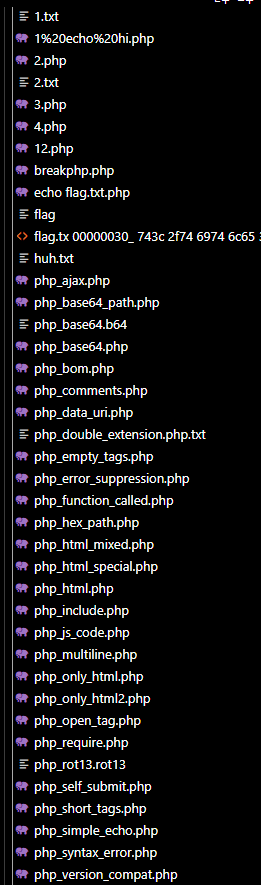 1.txt
1%20echo%20hi.php
2.php
2.txt
3.php
4.php
12.php
breakphp.php
echo flag.txt.php
flag
flag.tx 00000030_ 743c 2f74 6974 6c65
huh.txt
php_ajax.php
php_base64_path.php
php_base64.b64
php_base64.php
php_bom.php
php_comments.php
php_data_uri.php
php_double_extension.php.txt
php_empty_tags.php
php_error_suppression.php
php_function_called.php
php_hex_path.php
php_html_mixed.php
php_html_special.php
php_html.php
php_include.php
php_js_code.php
php_multiline.php
php_only_html.php
php_only_html2.php
php_open_tag.php
php_require.php
php_rot13.rot13
php_self_submit.php
php_short_tags.php
php_simple_echo.php
php_syntax_error.php
php_version_compat.php